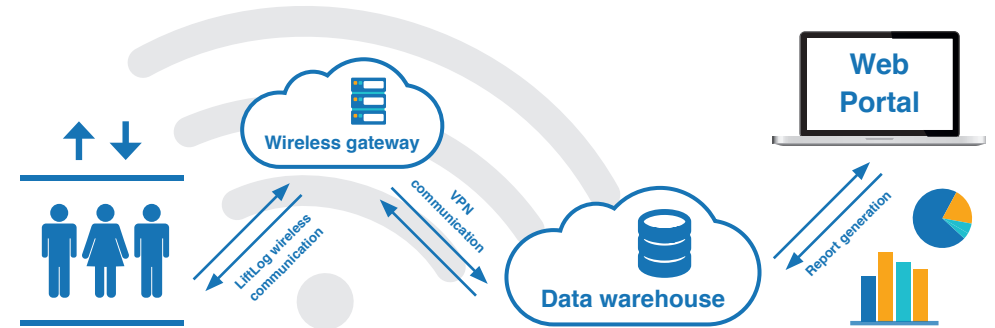 Wireless gateway
LiftLog wireless
communication
VPN
communication
Data warehouse
Web
Portal
Report generation